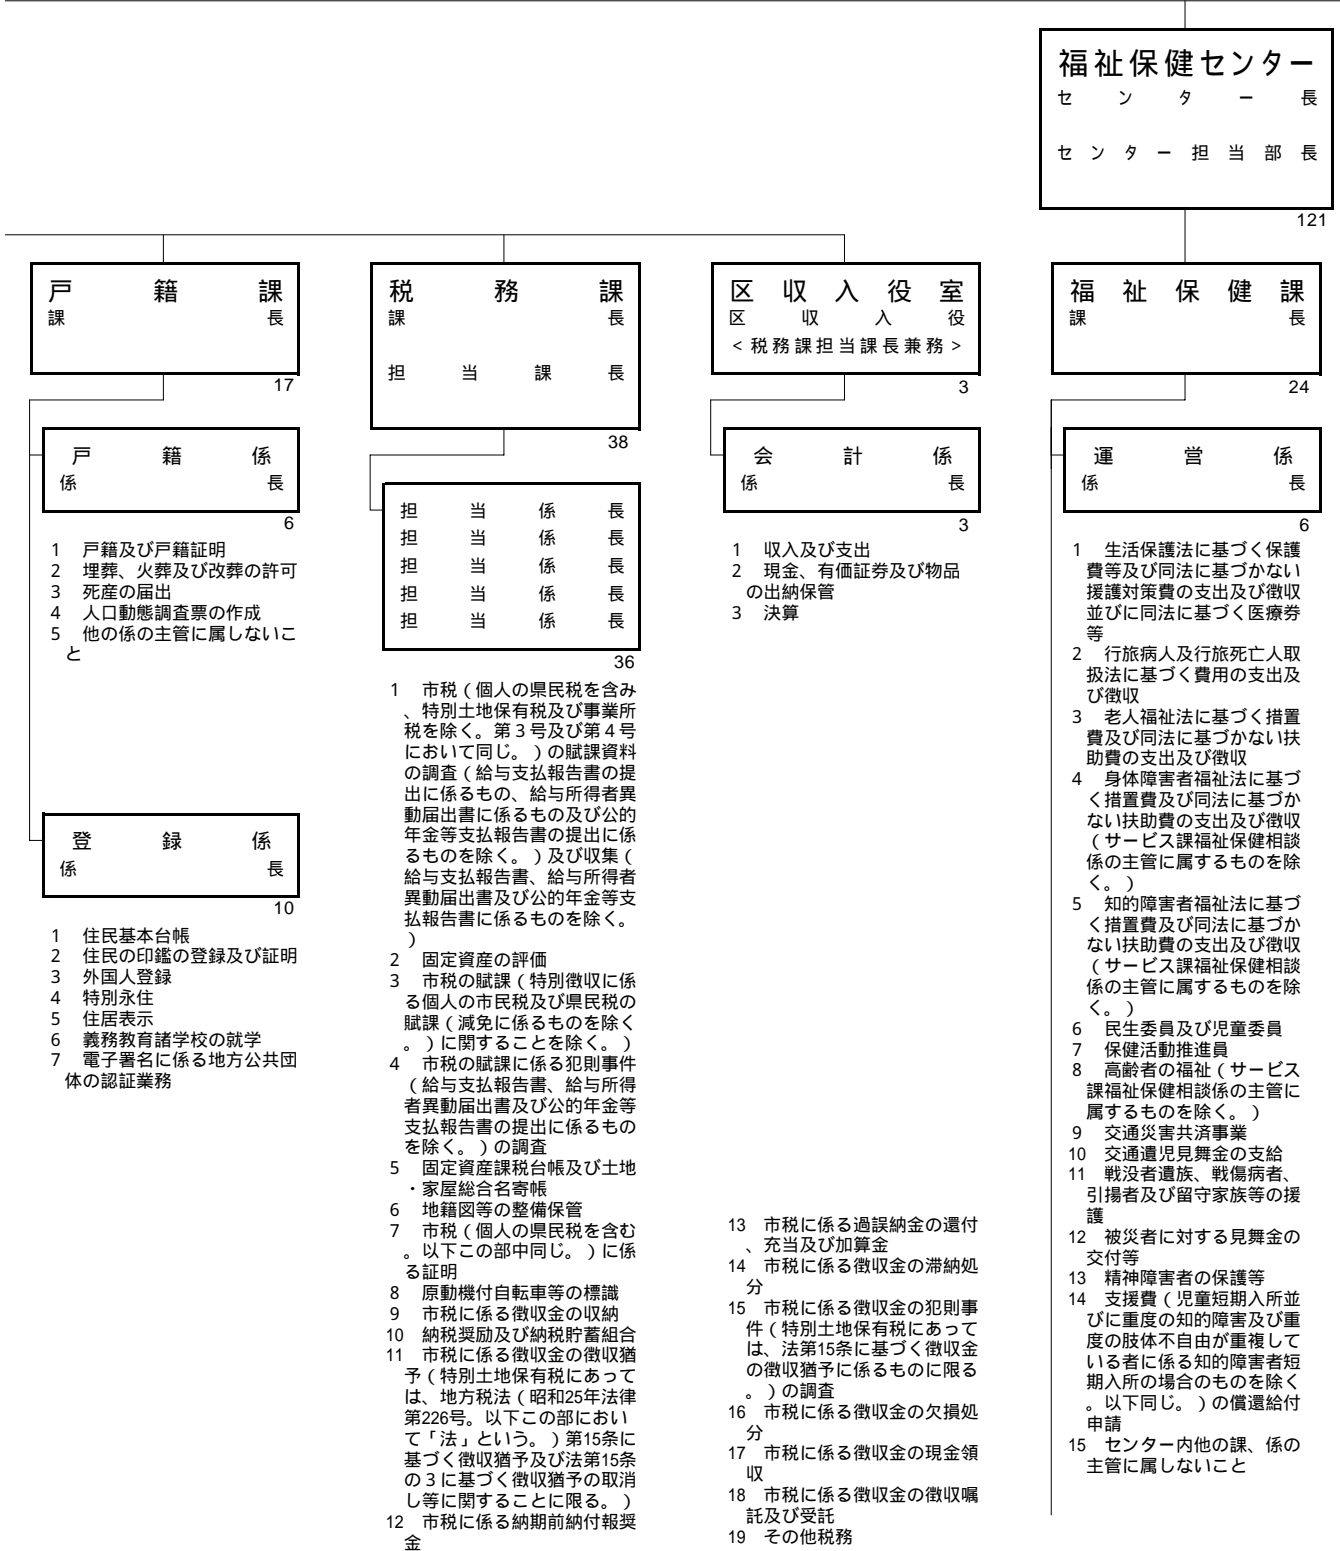 福祉保健センター
センター長
センター担当部長
121
戸籍課
課長
17
戸籍係
係長
6
1 戸籍及び戸籍証明
2 埋葬、火葬及び改葬の許可
3 死産の届出
4 人口動態調査票の作成
5 他の係の主管に属しないこ
と
登録係
係長
10
1 住民基本台帳
2 住民の印鑑の登録及び証明
3 外国人登録
4 特別永住
5 住居表示
6 義務教育諸学校の就学
7 電子署名に係る地方公共団
体の認証業務
税務課
課長
担当課長
38
担当係長
担当係長
担当係長
担当係長
担当係長
36
1 市税(個人の県民税を含み
、特別土地保有税及び事業所
税を除く。第3号及び第4号
において同じ。)の賦課資料
の調査(給与支払報告書の提
出に係るもの、給与所得者異
動届出書に係るもの及び公的
年金等支払報告書の提出に係
るものを除く。)及び収集(
給与支払報告書、給与所得者
異動届出書及び公的年金等支
払報告書に係るものを除く。
)
2 固定資産の評価
3 市税の賦課(特別徴収に係
る個人の市民税及び県民税の
賦課(減免に係るものを除く
。)に関することを除く。)
4 市税の賦課に係る犯則事件
(給与支払報告書、給与所得
者異動届出書及び公的年金等
支払報告書の提出に係るもの
を除く。)の調査
5 固定資産課税台帳及び土地
・家屋総合名寄帳
6 地籍図等の整備保管
7 市税(個人の県民税を含む
。以下この部中同じ。)に係
る証明
8 原動機付自転車等の標識
9 市税に係る徴収金の収納
10 納税奨励及び納税貯蓄組合
11 市税に係る徴収金の徴収猶
予(特別土地保有税にあって
は、地方税法(昭和25年法律
第226号。以下この部におい
て「法」という。)第15条に
基づく徴収猶予及び法第15条
の3に基づく徴収猶予の取消
し等に関することに限る。)
12 市税に係る納期前納付報奨
金
区収入役室
区収入役
<税務課担当課長兼務>
3
会計係
係長
3
1 収入及び支出
2 現金、有価証券及び物品
の出納保管
3 決算
13 市税に係る過誤納金の還付
、充当及び加算金
14 市税に係る徴収金の滞納処
分
15 市税に係る徴収金の犯則事
件(特別土地保有税にあって
は、法第15条に基づく徴収金
の徴収猶予に係るものに限る
。)の調査
16 市税に係る徴収金の欠損処
分
17 市税に係る徴収金の現金領
収
18 市税に係る徴収金の徴収嘱
託及び受託
19 その他税務
福祉保健課
課長
24
運営係
係長
6
1 生活保護法に基づく保護
費等及び同法に基づかない
援護対策費の支出及び徴収
並びに同法に基づく医療券
等
2 行旅病人及行旅死亡人取
扱法に基づく費用の支出及
び徴収
3 老人福祉法に基づく措置
費及び同法に基づかない扶
助費の支出及び徴収
4 身体障害者福祉法に基づ
く措置費及び同法に基づか
ない扶助費の支出及び徴収
(サービス課福祉保健相談
係の主管に属するものを除
く。)
5 知的障害者福祉法に基づ
く措置費及び同法に基づか
ない扶助費の支出及び徴収
(サービス課福祉保健相談
係の主管に属するものを除
く。)
6 民生委員及び児童委員
7 保健活動推進員
8 高齢者の福祉(サービス
課福祉保健相談係の主管に
属するものを除く。)
9 交通災害共済事業
10 交通遺児見舞金の支給
11 戦没者遺族、戦傷病者、
引揚者及び留守家族等の援
護
12 被災者に対する見舞金の
交付等
13 精神障害者の保護等
14 支援費(児童短期入所並
びに重度の知的障害及び重
度の肢体不自由が重複して
いる者に係る知的障害者短
期入所の場合のものを除く
。以下同じ。)の償還給付
申請
15 センター内他の課、係の
主管に属しないこと